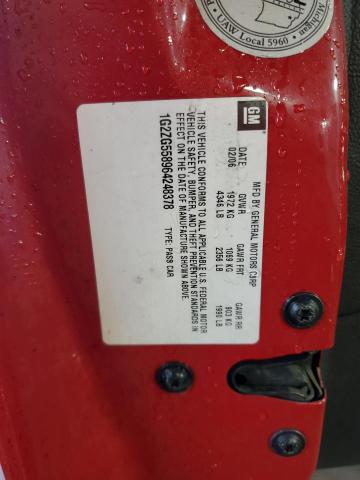 Michigan
UAW Local 5960
GM
MFD BY GENERAL MOTORS CORP
DATE GVWR GAWR FRT GAWR RR
02/06 1972 KG 1069 KG 903 KG
4346 LB 2356 LB 1990 LB
THIS VEHICLE CONFORMS TO ALL APPLICABLE U.S. FEDERAL MOTOR
VEHICLE SAFETY, BUMPER, AND THEFT PREVENTION STANDARDS IN
EFFECT ON THE DATE OF MANUFACTURE SHOWN ABOVE.
1G2ZG558964248378 TYPE: PASS CAR